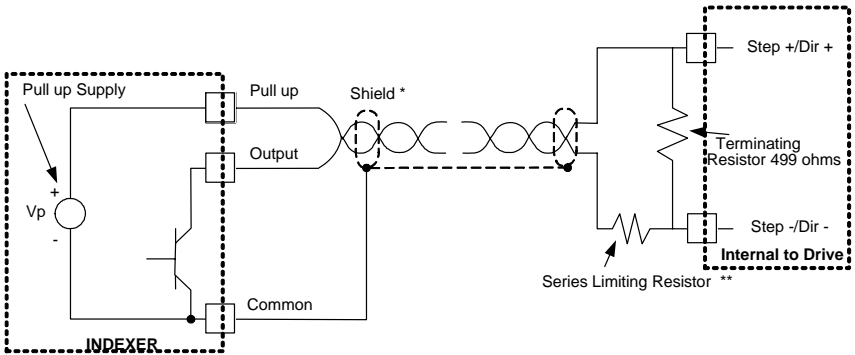 Step +/Dir +
Pull up Supply
Pull up
Shield *
Terminating
Resistor 499 ohms
Output
+
Vp
-
Step -/Dir -
Internal to Drive
Series Limiting Resistor **
Common
INDEXER